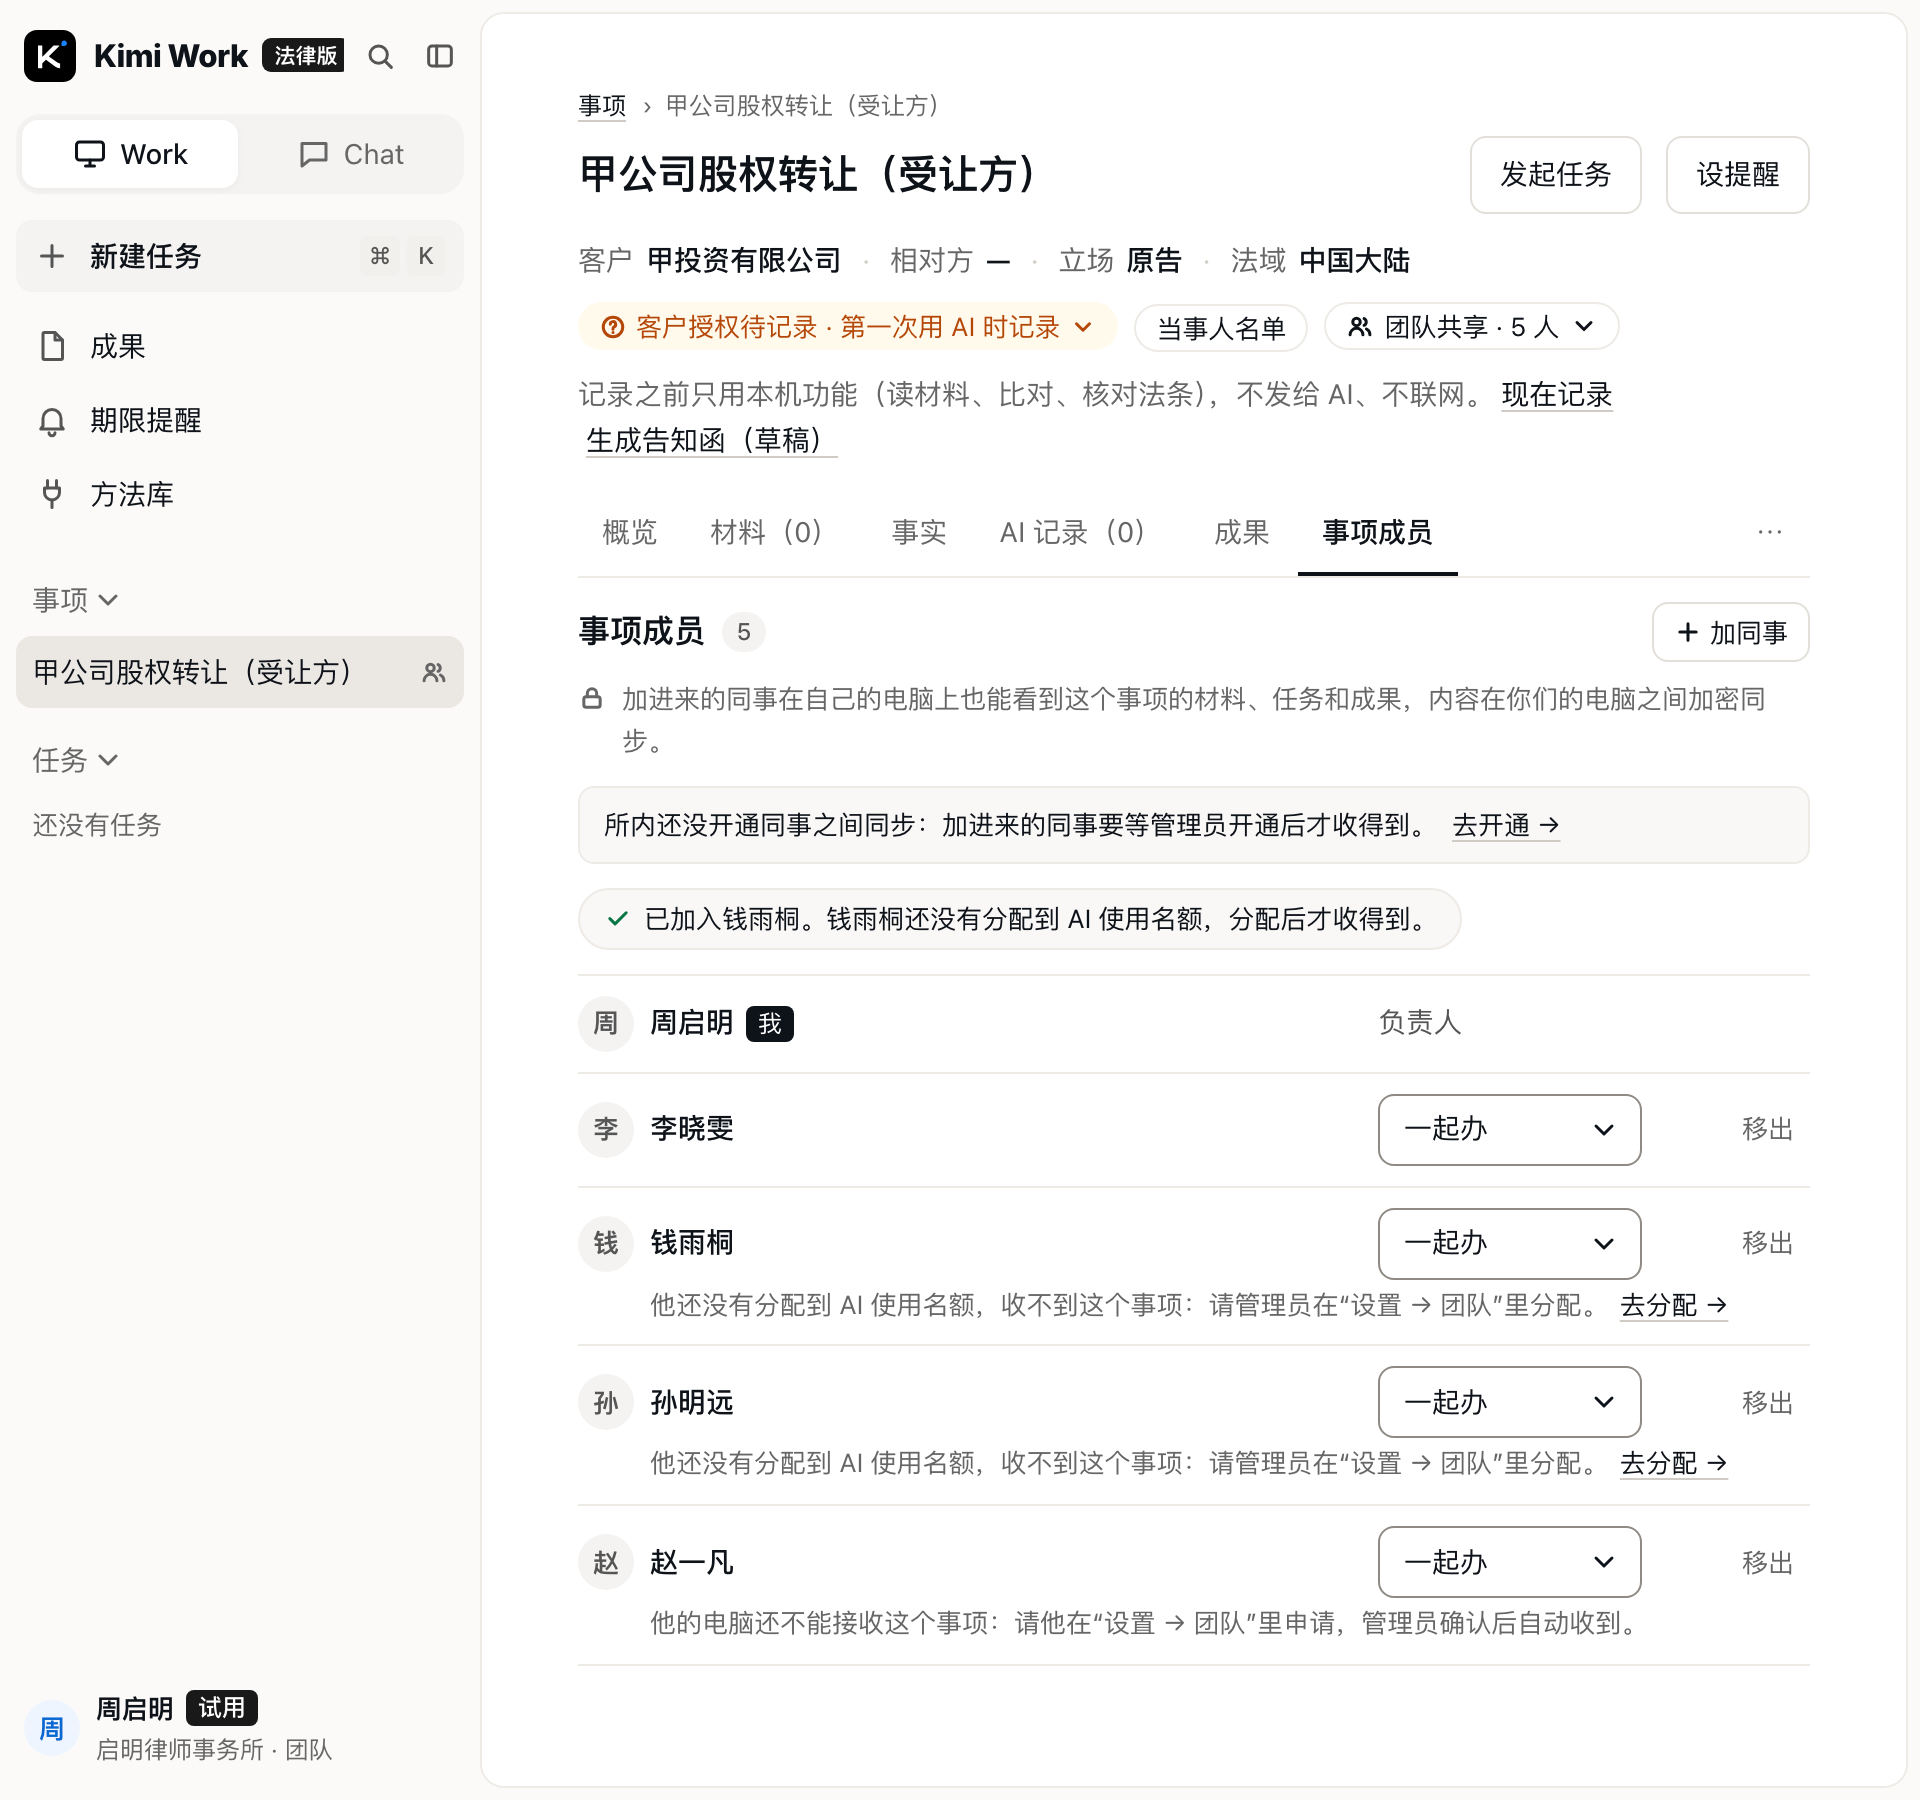 Kimi Work 法律版
Work
Chat
新建任务 ⌘ K
成果
期限提醒
方法库
事项
甲公司股权转让（受让方）
任务
还没有任务
周
周启明 试用
启明律师事务所 · 团队
事项 › 甲公司股权转让（受让方）
甲公司股权转让（受让方）
发起任务
设提醒
客户 甲投资有限公司 · 相对方 — · 立场 原告 · 法域 中国大陆
客户授权待记录 · 第一次用 AI 时记录
当事人名单
团队共享 · 5 人
记录之前只用本机功能（读材料、比对、核对法条），不发给 AI、不联网。 现在记录
生成告知函（草稿）
概览 材料（0） 事实 AI 记录（0） 成果 事项成员 ···
事项成员 5
+ 加同事
加进来的同事在自己的电脑上也能看到这个事项的材料、任务和成果，内容在你们的电脑之间加密同
步。
所内还没开通同事之间同步：加进来的同事要等管理员开通后才收得到。 去开通 →
已加入钱雨桐。钱雨桐还没有分配到 AI 使用名额，分配后才收得到。
周 周启明 我 负责人
李 李晓雯 一起办 移出
钱 钱雨桐 一起办 移出
他还没有分配到 AI 使用名额，收不到这个事项：请管理员在“设置 → 团队”里分配。 去分配 →
孙 孙明远 一起办 移出
他还没有分配到 AI 使用名额，收不到这个事项：请管理员在“设置 → 团队”里分配。 去分配 →
赵 赵一凡 一起办 移出
他的电脑还不能接收这个事项：请他在“设置 → 团队”里申请，管理员确认后自动收到。